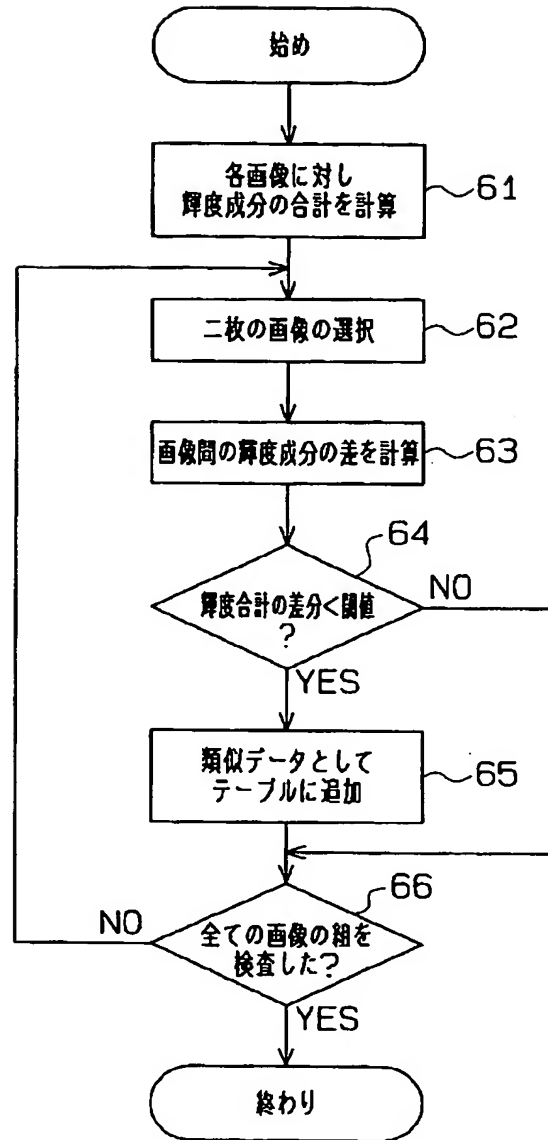 始め
各画像に対し
輝度成分の合計を計算
61
二枚の画像の選択
62
画像間の輝度成分の差を計算
63
64
輝度合計の差分<閾値
?
NO
YES
類似データとして
テーブルに追加
65
66
全ての画像の組を
検査した?
NO
YES
終わり